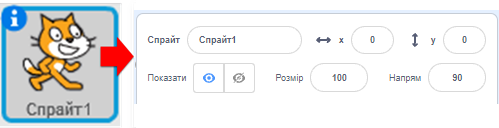 Спрайт Спрайт1 x 0 y 0
Показати Розмір 100 Напрям 90
Спрайт1